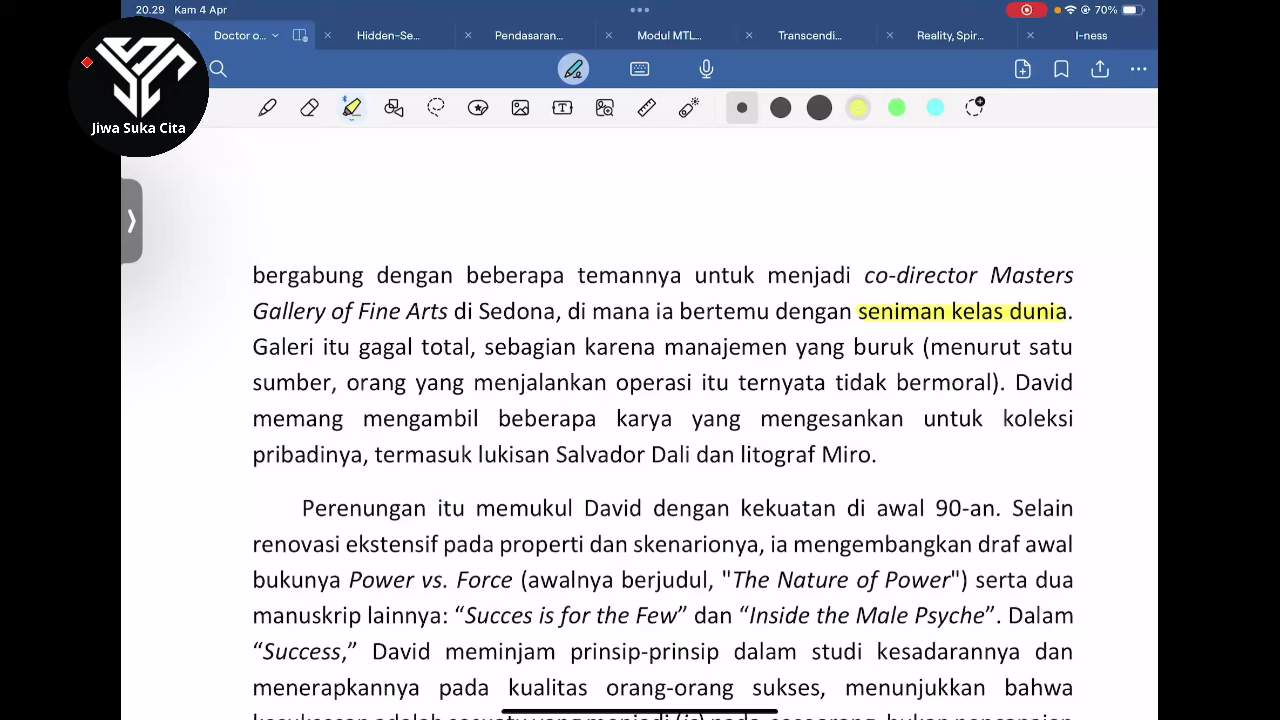 20.29 Kam 4 Apr
70%
Doctor o...
Hidden-Se...
Pendasaran...
Modul MTL...
Transcendi...
Reality, Spir...
I-ness
Jiwa Suka Cita
bergabung dengan beberapa temannya untuk menjadi co-director Masters
Gallery of Fine Arts di Sedona, di mana ia bertemu dengan seniman kelas dunia.
Galeri itu gagal total, sebagian karena manajemen yang buruk (menurut satu
sumber, orang yang menjalankan operasi itu ternyata tidak bermoral). David
memang mengambil beberapa karya yang mengesankan untuk koleksi
pribadinya, termasuk lukisan Salvador Dali dan litograf Miro.
Perenungan itu memukul David dengan kekuatan di awal 90-an. Selain
renovasi ekstensif pada properti dan skenarionya, ia mengembangkan draf awal
bukunya Power vs. Force (awalnya berjudul, "The Nature of Power") serta dua
manuskrip lainnya: “Succes is for the Few” dan “Inside the Male Psyche”. Dalam
“Success,” David meminjam prinsip-prinsip dalam studi kesadarannya dan
menerapkannya pada kualitas orang-orang sukses, menunjukkan bahwa